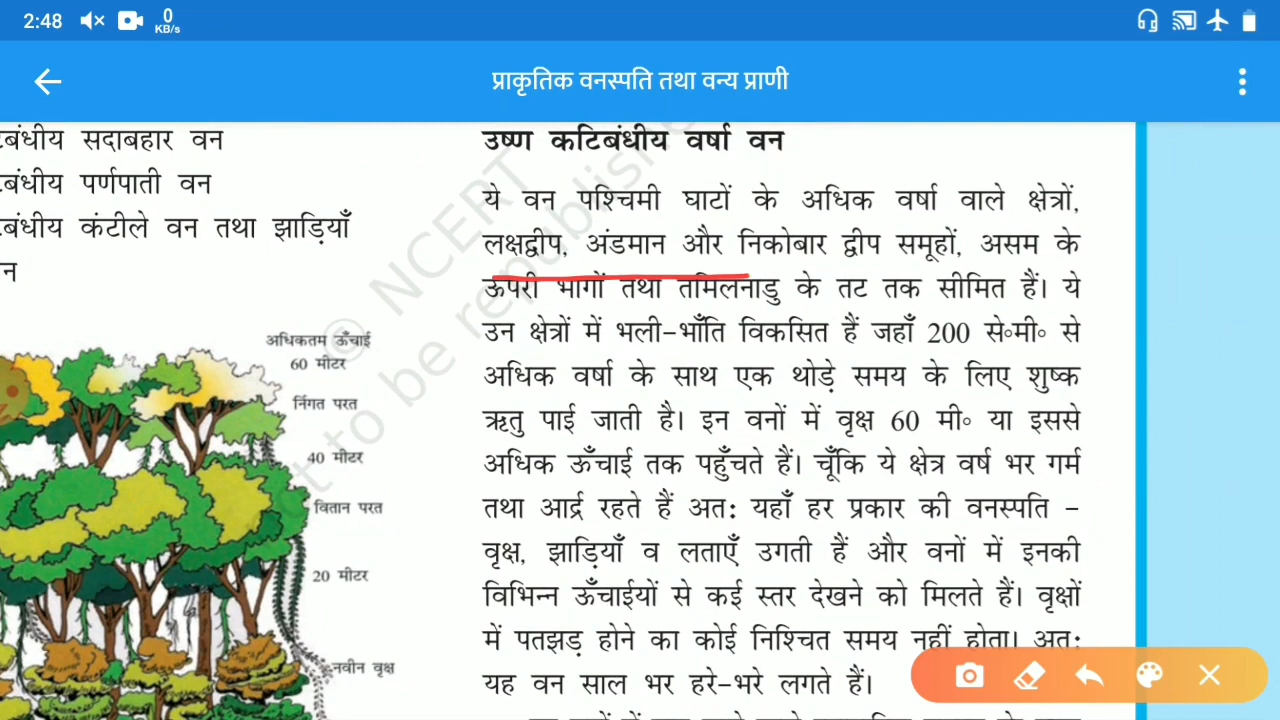 2:48
0
KB/s
प्राकृतिक वनस्पति तथा वन्य प्राणी
टबंधीय सदाबहार वन
टबंधीय पर्णपाती वन
टबंधीय कंटीले वन तथा झाड़ियाँ
न
अधिकतम ऊँचाई
60 मीटर
निंगत परत
40 मीटर
वितान परत
20 मीटर
नवीन वृक्ष
उष्ण कटिबंधीय वर्षा वन
ये वन पश्चिमी घाटों के अधिक वर्षा वाले क्षेत्रों,
लक्षद्वीप, अंडमान और निकोबार द्वीप समूहों, असम के
ऊपरी भागों तथा तमिलनाडु के तट तक सीमित हैं। ये
उन क्षेत्रों में भली-भाँति विकसित हैं जहाँ 200 से॰मी॰ से
अधिक वर्षा के साथ एक थोड़े समय के लिए शुष्क
ऋतु पाई जाती है। इन वनों में वृक्ष 60 मी॰ या इससे
अधिक ऊँचाई तक पहुँचते हैं। चूँकि ये क्षेत्र वर्ष भर गर्म
तथा आर्द्र रहते हैं अत: यहाँ हर प्रकार की वनस्पति -
वृक्ष, झाड़ियाँ व लताएँ उगती हैं और वनों में इनकी
विभिन्न ऊँचाईयों से कई स्तर देखने को मिलते हैं। वृक्षों
में पतझड़ होने का कोई निश्चित समय नहीं होता। अत:
यह वन साल भर हरे-भरे लगते हैं।
© NCERT
t to be republishe